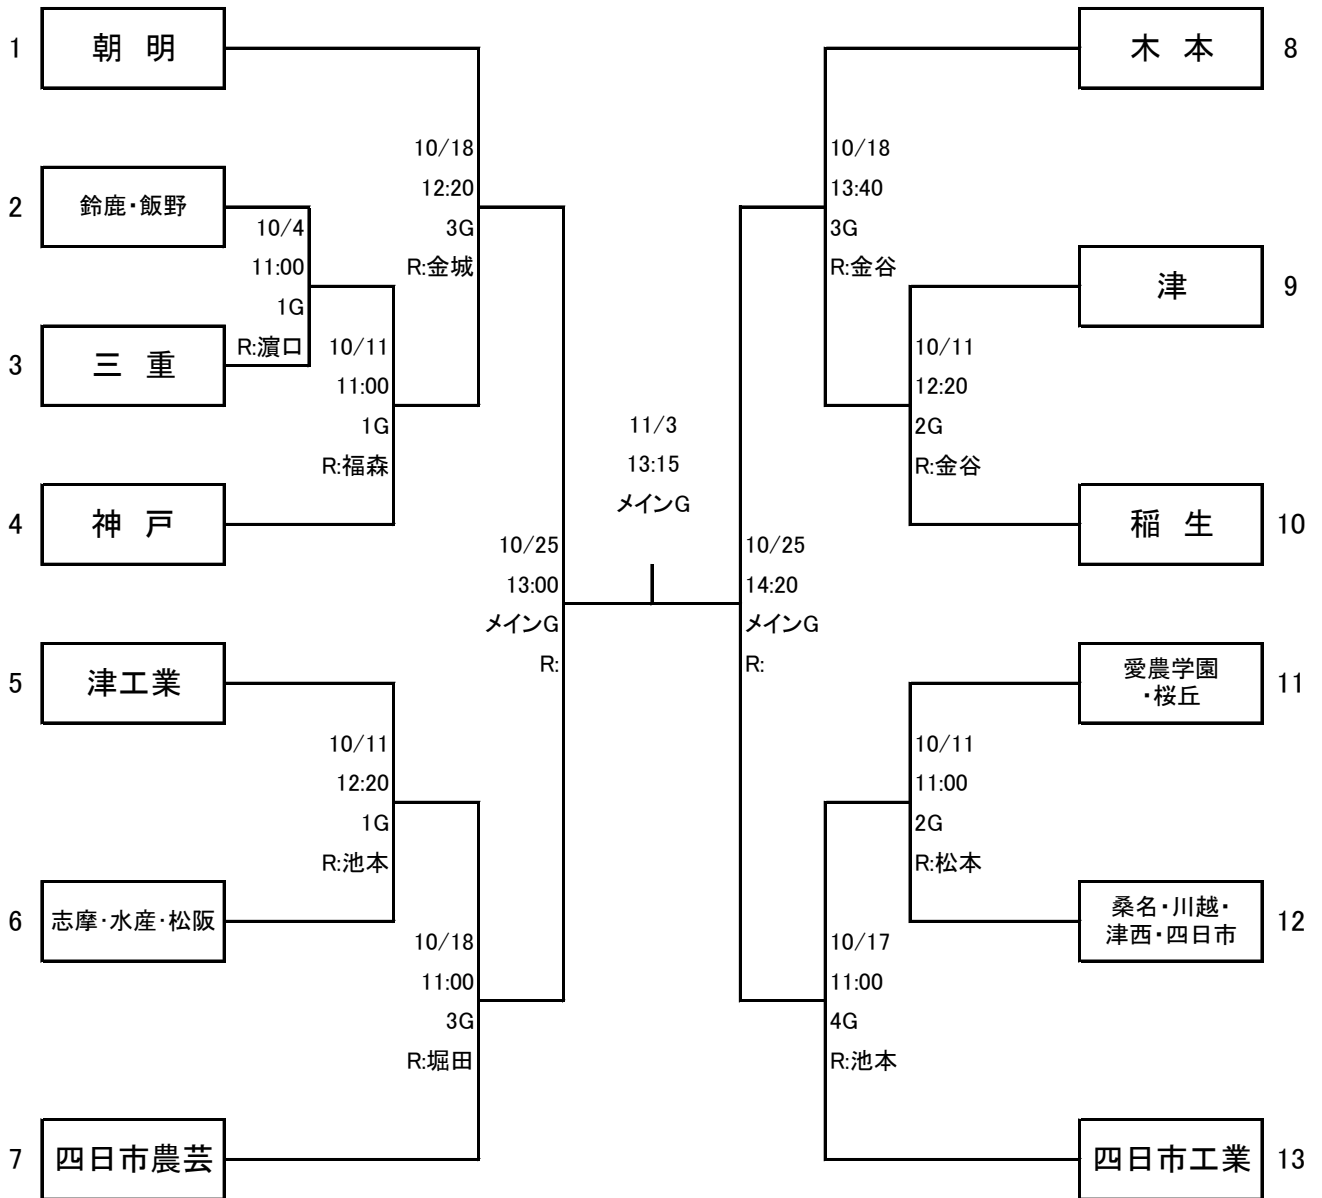 1
朝 明
2
鈴鹿・飯野
10/4
11:00
1G
R:濵口
3
三 重
10/11
11:00
1G
R:福森
4
神 戸
10/18
12:20
3G
R:金城
5
津工業
10/11
12:20
1G
R:池本
6
志摩・水産・松阪
10/18
11:00
3G
R:堀田
7
四日市農芸
10/25
13:00
メインG
R:
11/3
13:15
メインG
10/25
14:20
メインG
R:
木 本
8
10/18
13:40
3G
R:金谷
津
9
10/11
12:20
2G
R:金谷
稲 生
10
愛農学園
・桜丘
11
10/11
11:00
2G
R:松本
桑名・川越・
津西・四日市
12
10/17
11:00
4G
R:池本
四日市工業
13